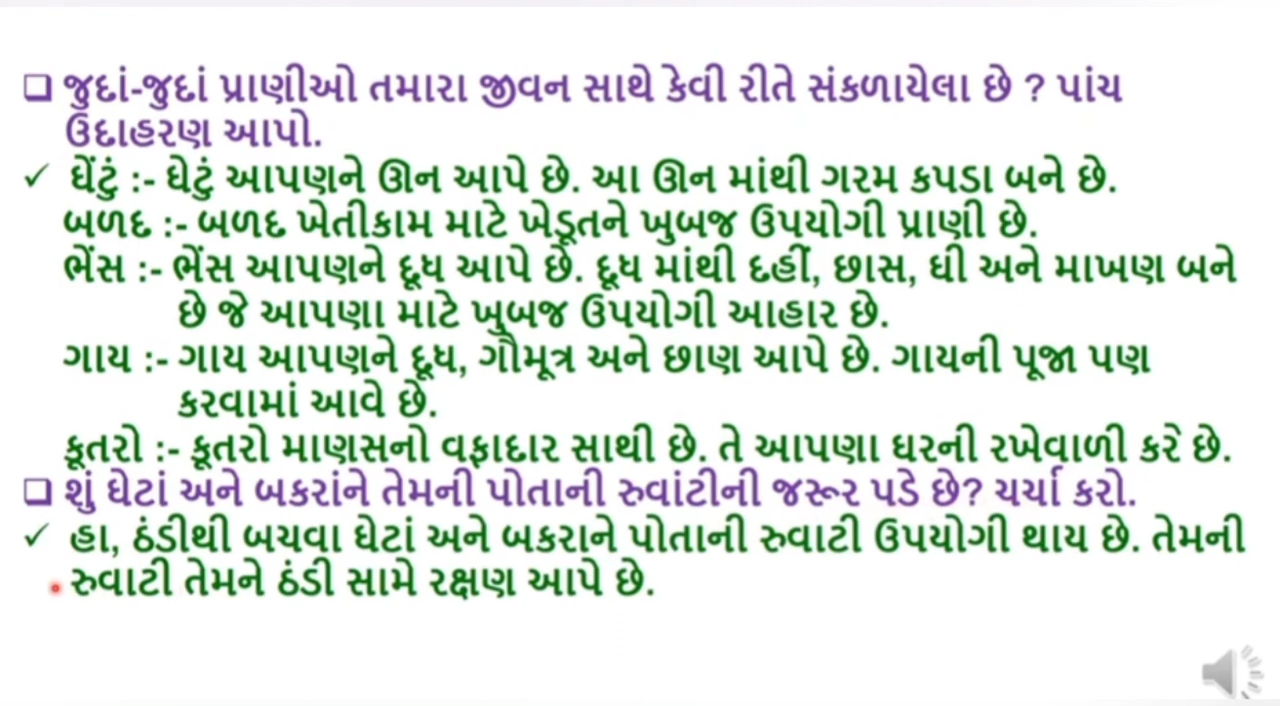 ❑ જુદાં-જુદાં પ્રાણીઓ તમારા જીવન સાથે કેવી રીતે સંકળાયેલા છે ? પાંચ
ઉદાહરણ આપો.
✓ ઘેંટું :- ઘેટું આપણને ઊન આપે છે. આ ઊન માંથી ગરમ કપડા બને છે.
બળદ :- બળદ ખેતીકામ માટે ખેડૂતને ખુબજ ઉપયોગી પ્રાણી છે.
ભેંસ :- ભેંસ આપણને દૂધ આપે છે. દૂધ માંથી દહીં, છાસ, ઘી અને માખણ બને
છે જે આપણા માટે ખુબજ ઉપયોગી આહાર છે.
ગાય :- ગાય આપણને દૂધ, ગૌમૂત્ર અને છાણ આપે છે. ગાયની પૂજા પણ
કરવામાં આવે છે.
કૂતરો :- કૂતરો માણસનો વફાદાર સાથી છે. તે આપણા ઘરની રખેવાળી કરે છે.
❑ શું ઘેટાં અને બકરાંને તેમની પોતાની રુવાંટીની જરૂર પડે છે? ચર્ચા કરો.
✓ હા, ઠંડીથી બચવા ઘેટાં અને બકરાને પોતાની રુવાટી ઉપયોગી થાય છે. તેમની
રુવાટી તેમને ઠંડી સામે રક્ષણ આપે છે.